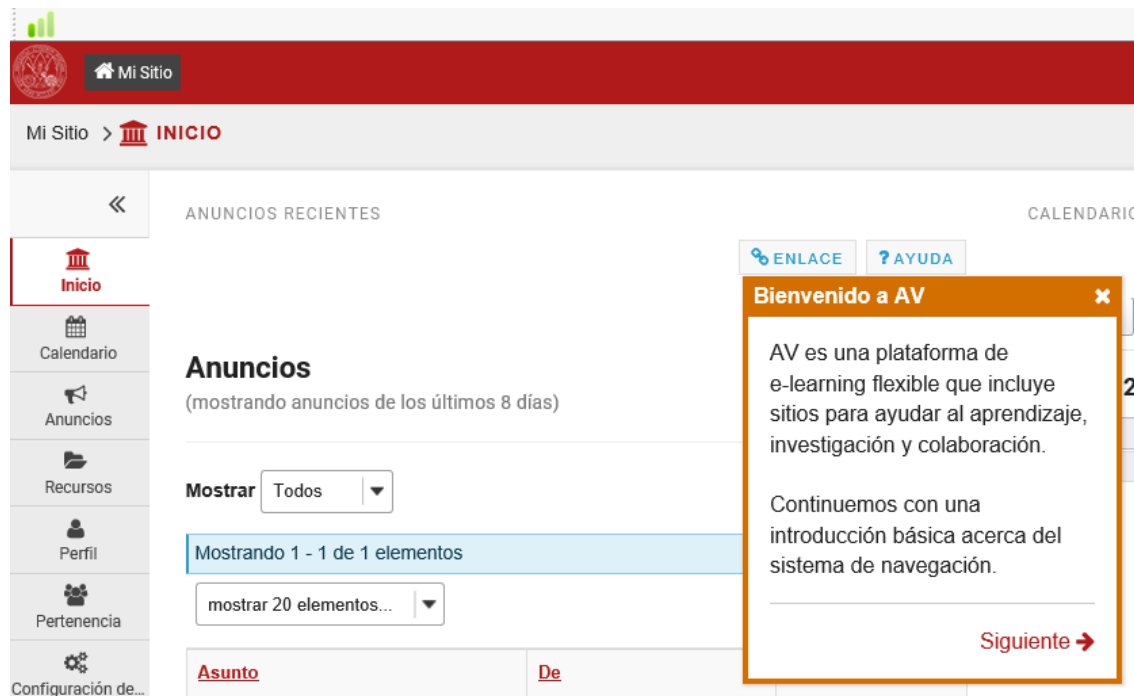 Mi Sitio
Mi Sitio > INICIO
«
ANUNCIOS RECIENTES
CALENDARIO
Inicio
Calendario
Anuncios
Recursos
Perfil
Pertenencia
Configuración de...
ENLACE
? AYUDA
Anuncios
(mostrando anuncios de los últimos 8 días)
Mostrar Todos
Mostrando 1 - 1 de 1 elementos
mostrar 20 elementos...
Asunto De
Bienvenido a AV
AV es una plataforma de
e-learning flexible que incluye
sitios para ayudar al aprendizaje,
investigación y colaboración.
Continuemos con una
introducción básica acerca del
sistema de navegación.
Siguiente
2